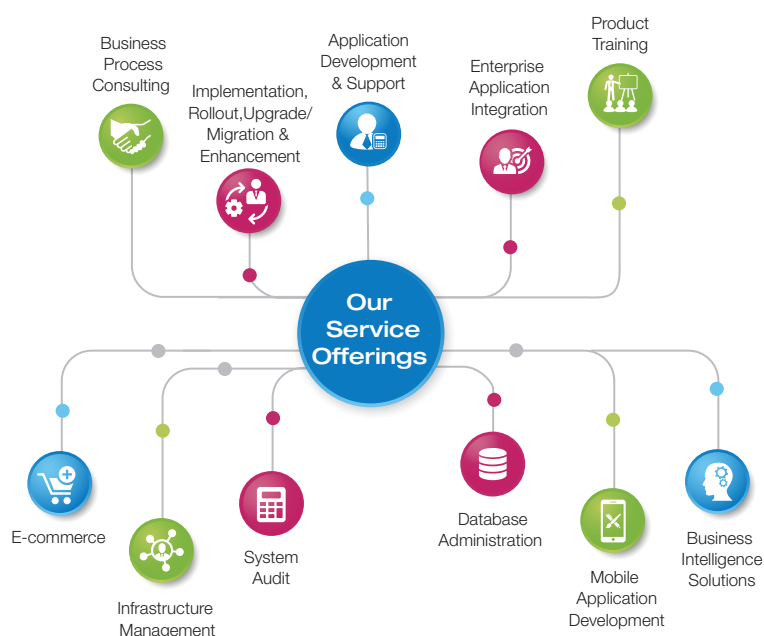 Business
Process
Consulting
Implementation,
Rollout,Upgrade/
Migration &
Enhancement
Application
Development
& Support
Enterprise
Application
Integration
Product
Training
Our
Service
Offerings
E-commerce
Infrastructure
Management
System
Audit
Database
Administration
Mobile
Application
Development
Business
Intelligence
Solutions